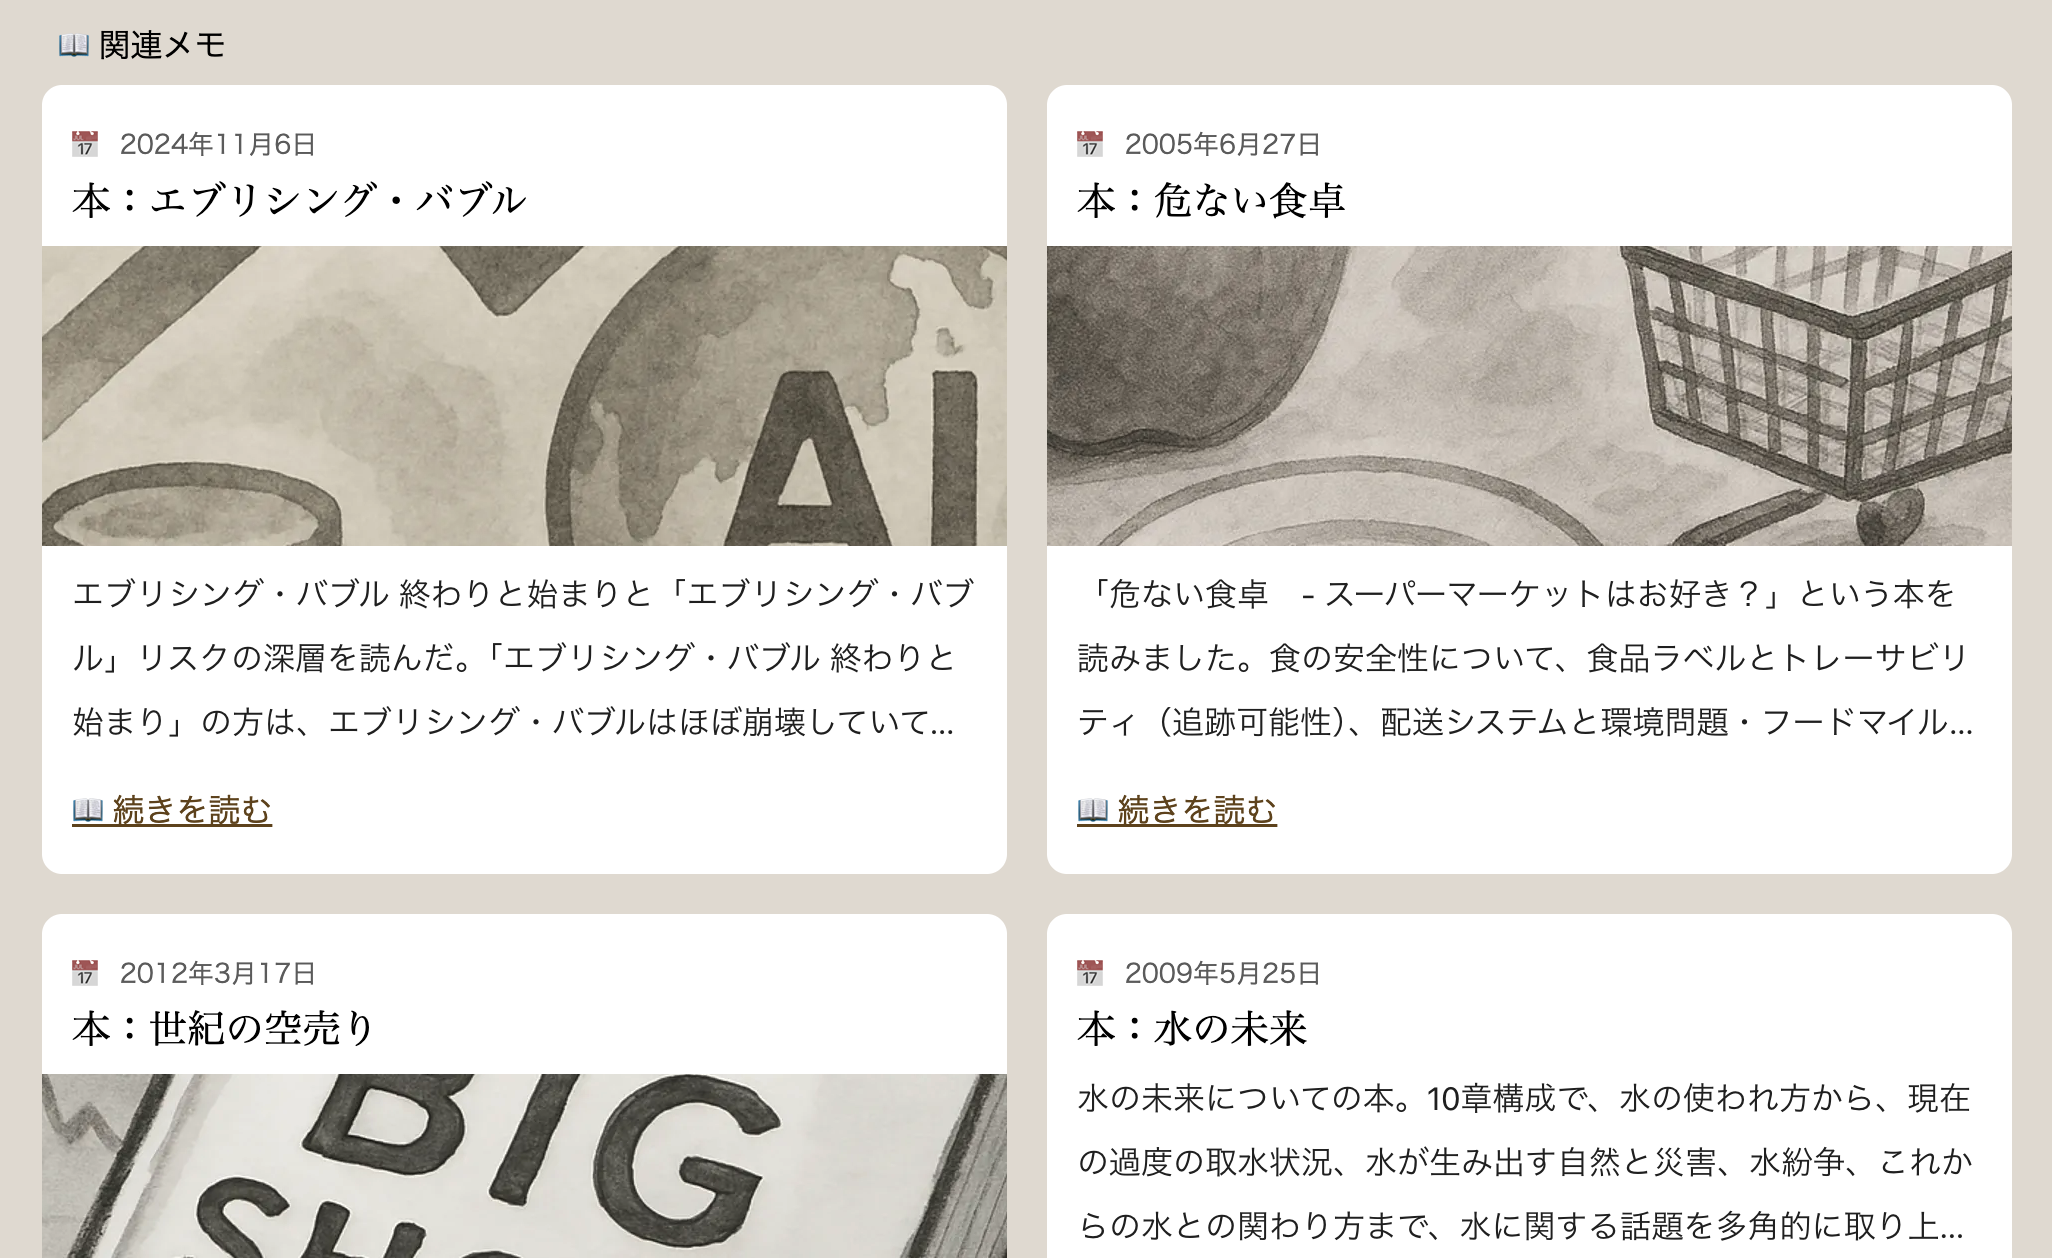 📖 関連メモ
2024年11月6日
本：エブリシング・バブル
AI
エブリシング・バブル 終わりと始まりと「エブリシング・バブ
ル」リスクの深層を読んだ。「エブリシング・バブル 終わりと
始まり」の方は、エブリシング・バブルはほぼ崩壊していて...
📖 続きを読む
2005年6月27日
本：危ない食卓
「危ない食卓　- スーパーマーケットはお好き？」という本を
読みました。食の安全性について、食品ラベルとトレーサビリ
ティ（追跡可能性）、配送システムと環境問題・フードマイル...
📖 続きを読む
2012年3月17日
本：世紀の空売り
BIG
2009年5月25日
本：水の未来
水の未来についての本。10章構成で、水の使われ方から、現在
の過度の取水状況、水が生み出す自然と災害、水紛争、これか
らの水との関わり方まで、水に関する話題を多角的に取り上...